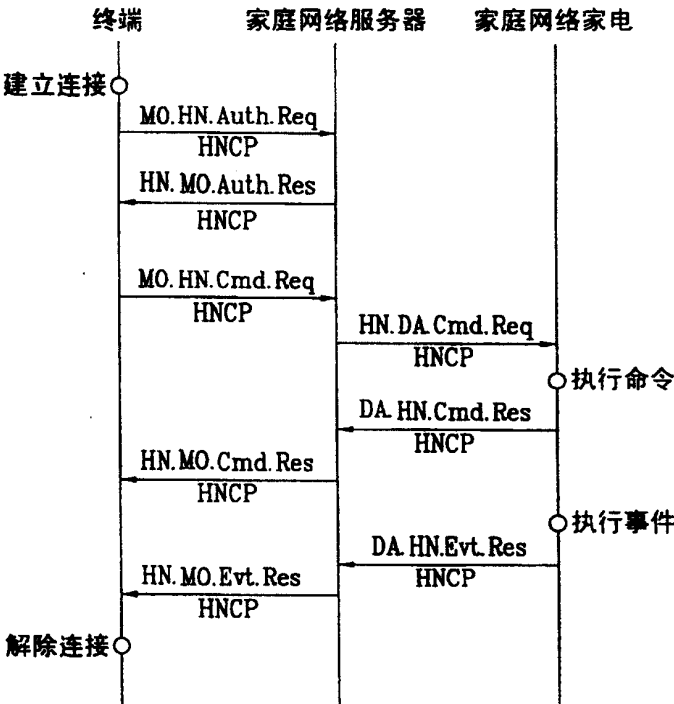 终端 家庭网络服务器 家庭网络家电
建立连接
MO.HN.Auth.Req
HNCP
HN.MO.Auth.Res
HNCP
MO.HN.Cmd.Req
HNCP
HN.DA.Cmd.Req
HNCP
执行命令
DA.HN.Cmd.Res
HNCP
HN.MO.Cmd.Res
HNCP
执行事件
DA.HN.Evt.Res
HNCP
HN.MO.Evt.Res
HNCP
解除连接